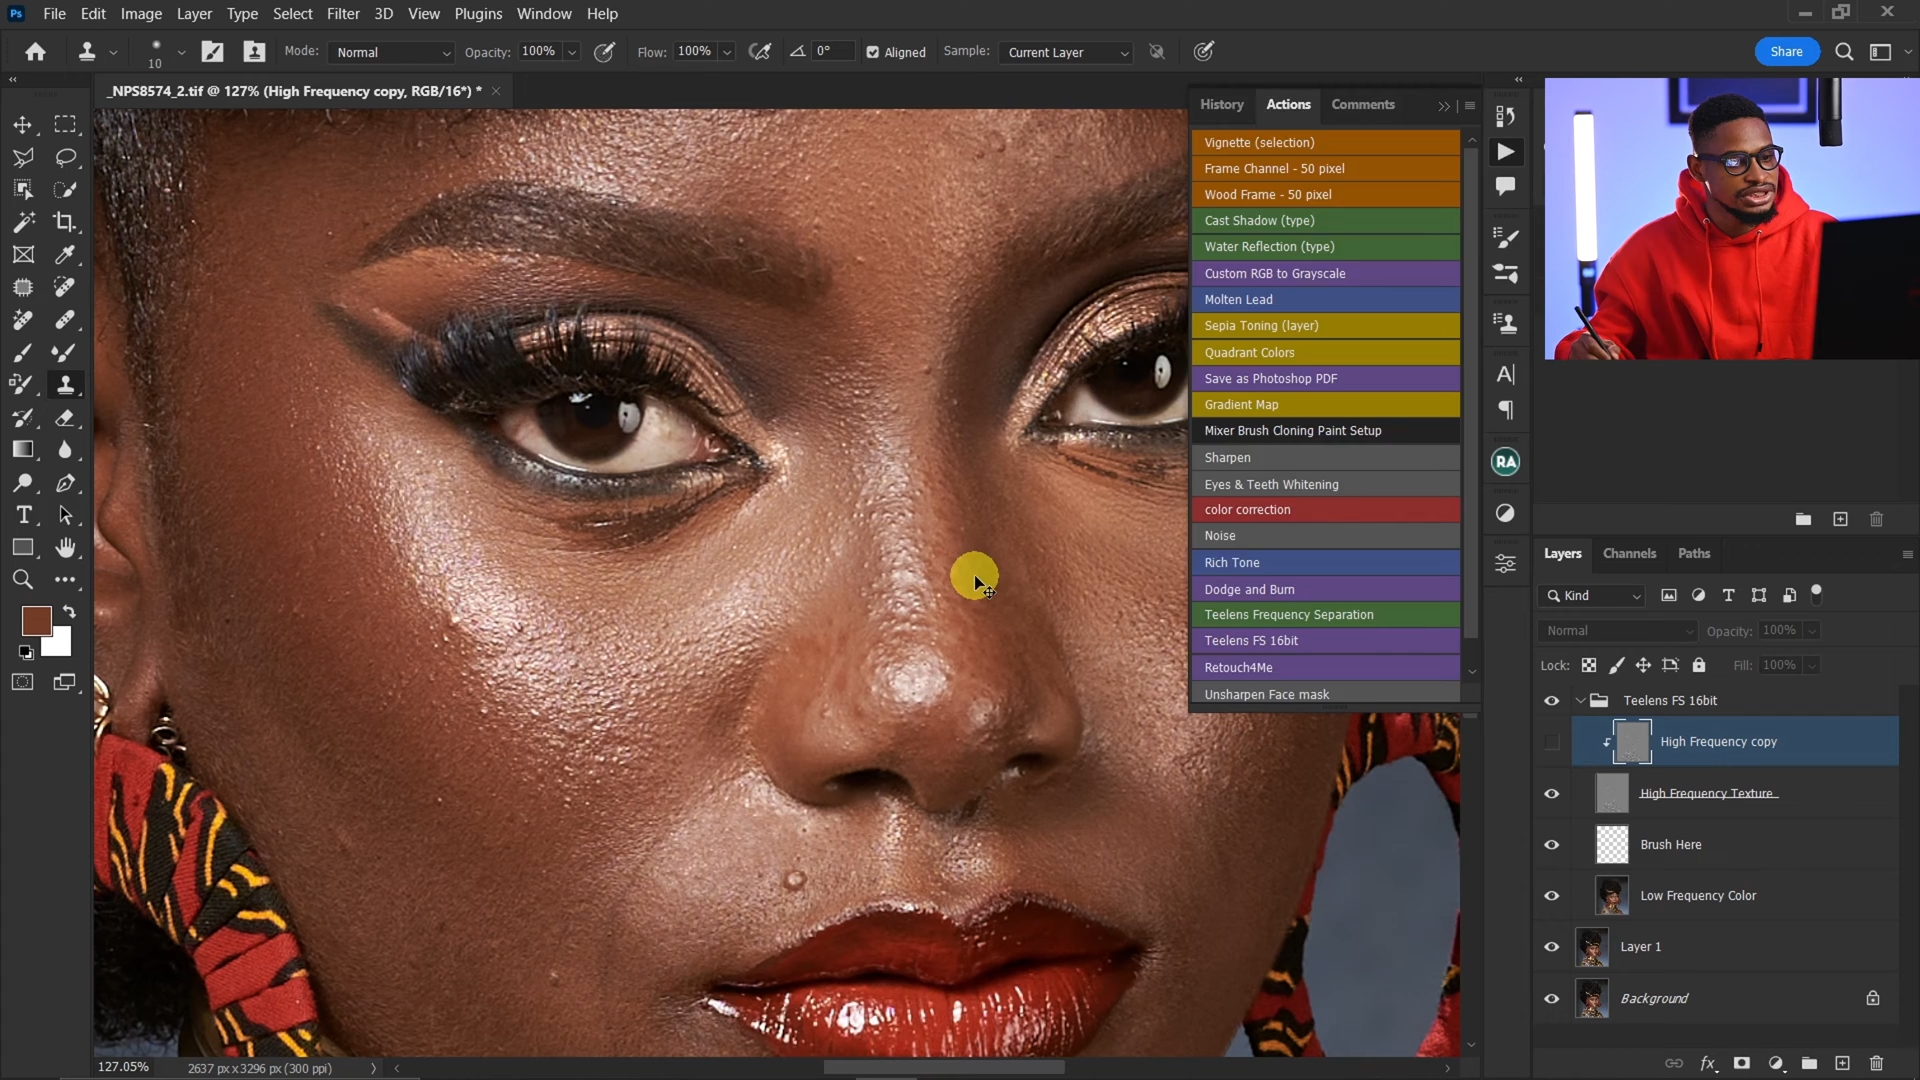 Ps File Edit Image Layer Type Select Filter 3D View Plugins Window Help
10 Mode: Normal Opacity: 100% Flow: 100% 0° Aligned Sample: Current Layer Share
_NPS8574_2.tif @ 127% (High Frequency copy, RGB/16*) *
History Actions Comments
Vignette (selection)
Frame Channel - 50 pixel
Wood Frame - 50 pixel
Cast Shadow (type)
Water Reflection (type)
Custom RGB to Grayscale
Molten Lead
Sepia Toning (layer)
Quadrant Colors
Save as Photoshop PDF
Gradient Map
Mixer Brush Cloning Paint Setup
Sharpen
Eyes & Teeth Whitening
color correction
Noise
Rich Tone
Dodge and Burn
Teelens Frequency Separation
Teelens FS 16bit
Retouch4Me
Unsharpen Face mask
RA
Layers Channels Paths
Kind
Normal Opacity: 100%
Lock: Fill: 100%
Teelens FS 16bit
High Frequency copy
High Frequency Texture
Brush Here
Low Frequency Color
Layer 1
Background
fx
127.05% 2637 px x 3296 px (300 ppi)